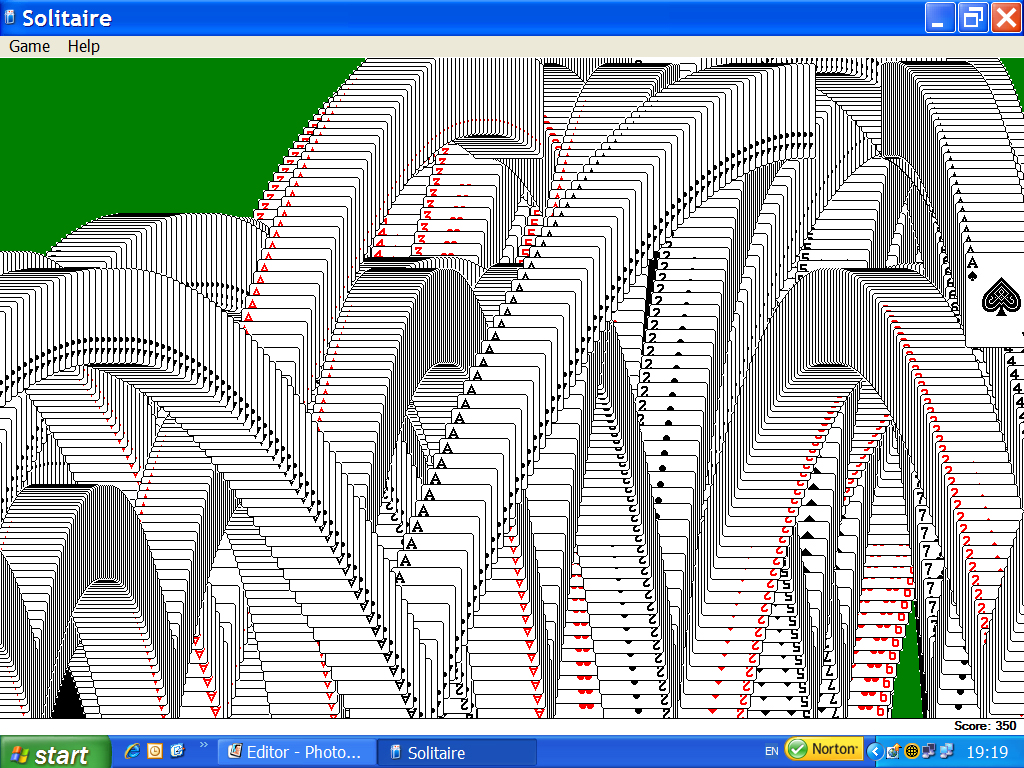 Solitaire
Game Help
A
Score: 350
start
Editor - Photo...
Solitaire
EN
Norton
19:19